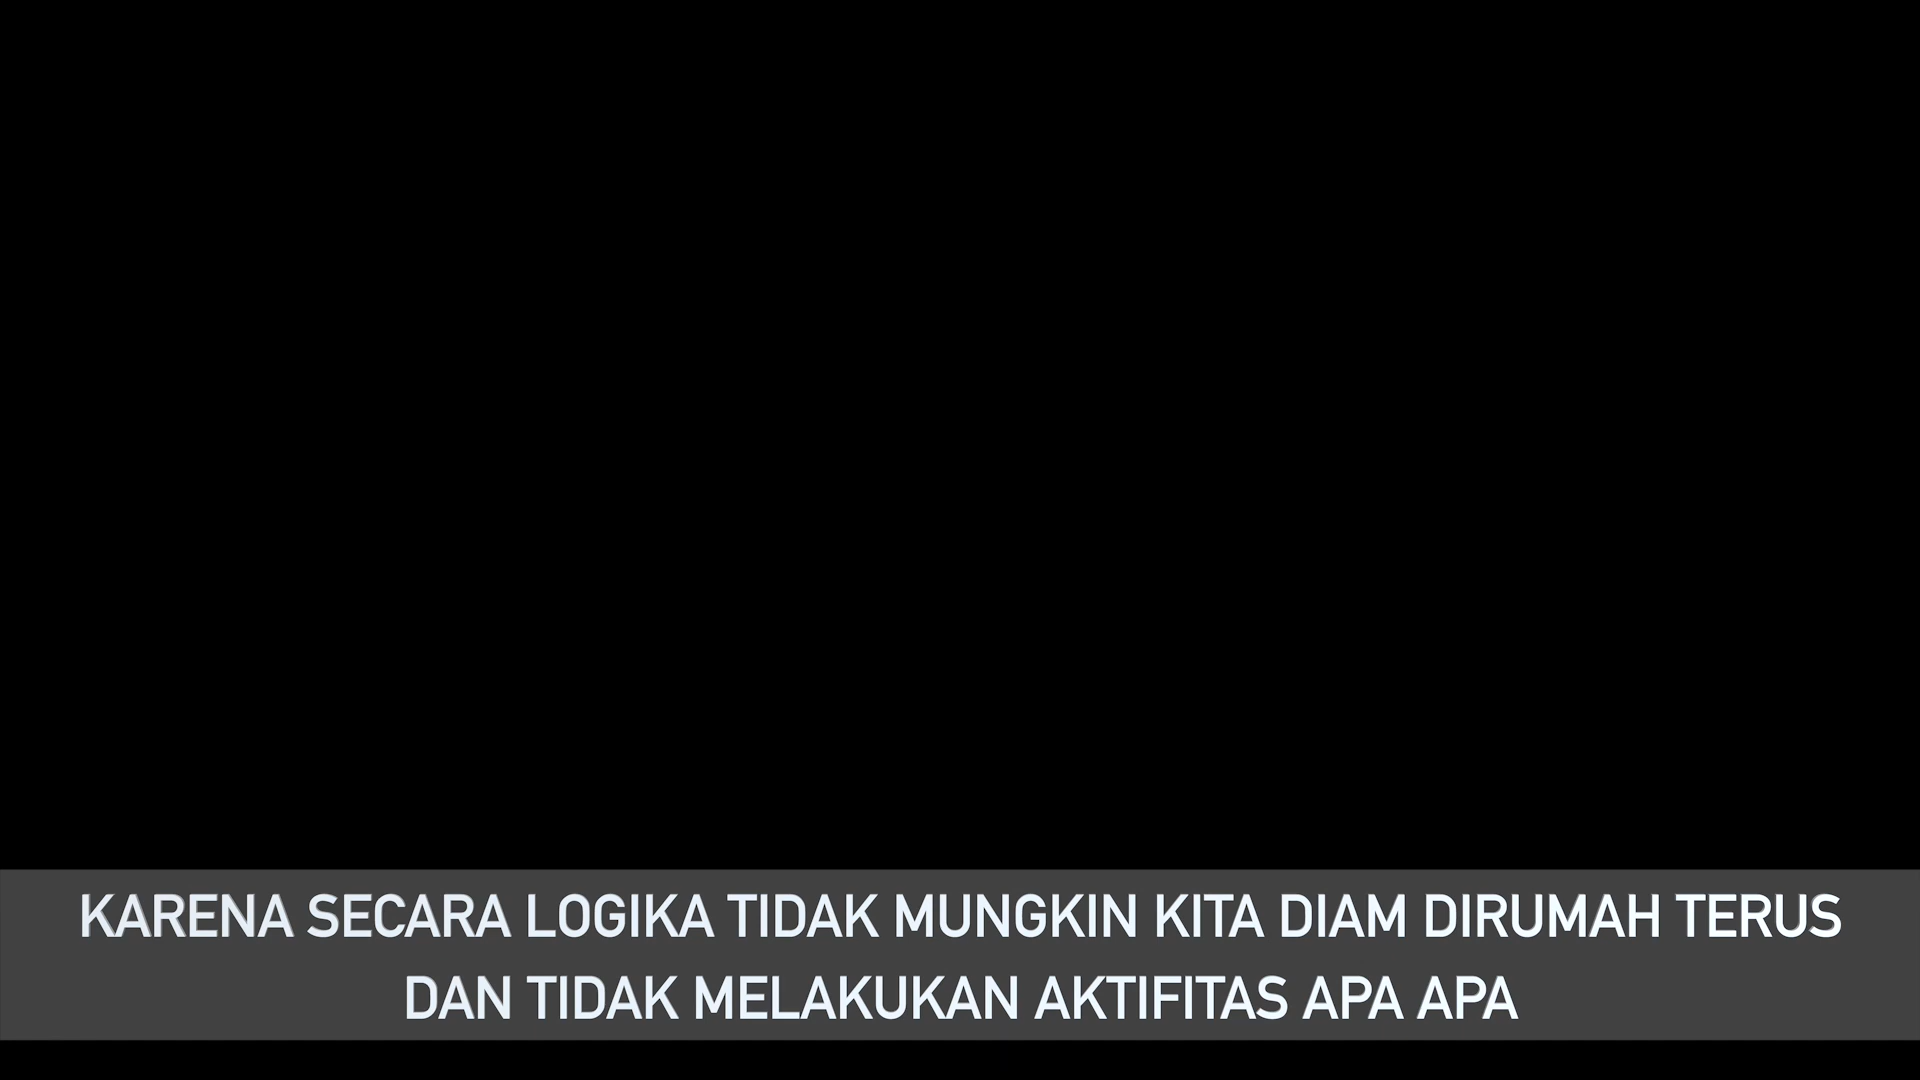 KARENA SECARA LOGIKA TIDAK MUNGKIN KITA DIAM DIRUMAH TERUS
DAN TIDAK MELAKUKAN AKTIFITAS APA APA